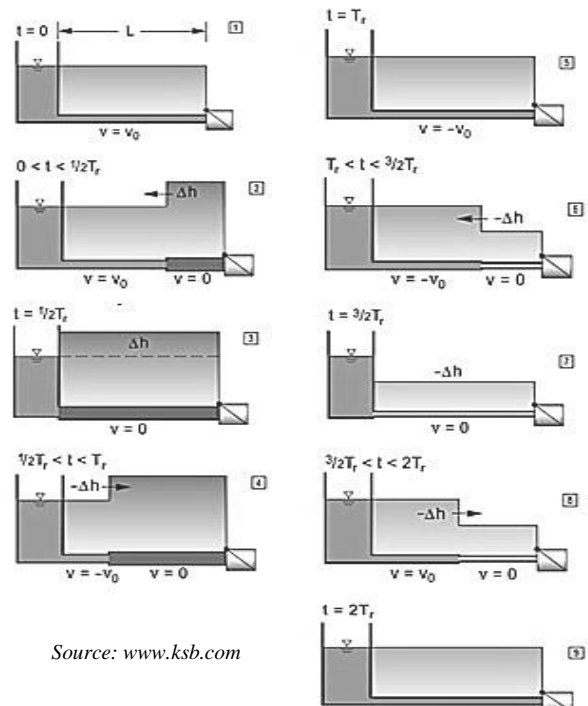 t = 0
L
1
v = v₀
0 < t < ¹/₂Tᵣ
2
Δh
v = v₀
v = 0
t = ¹/₂Tᵣ
3
Δh
v = 0
¹/₂Tᵣ < t < Tᵣ
4
-Δh
v = -v₀
v = 0
Source: www.ksb.com
t = Tᵣ
5
v = -v₀
Tᵣ < t < ³/₂Tᵣ
6
-Δh
v = -v₀
v = 0
t = ³/₂Tᵣ
7
-Δh
v = 0
³/₂Tᵣ < t < 2Tᵣ
8
-Δh
v = v₀
v = 0
t = 2Tᵣ
9